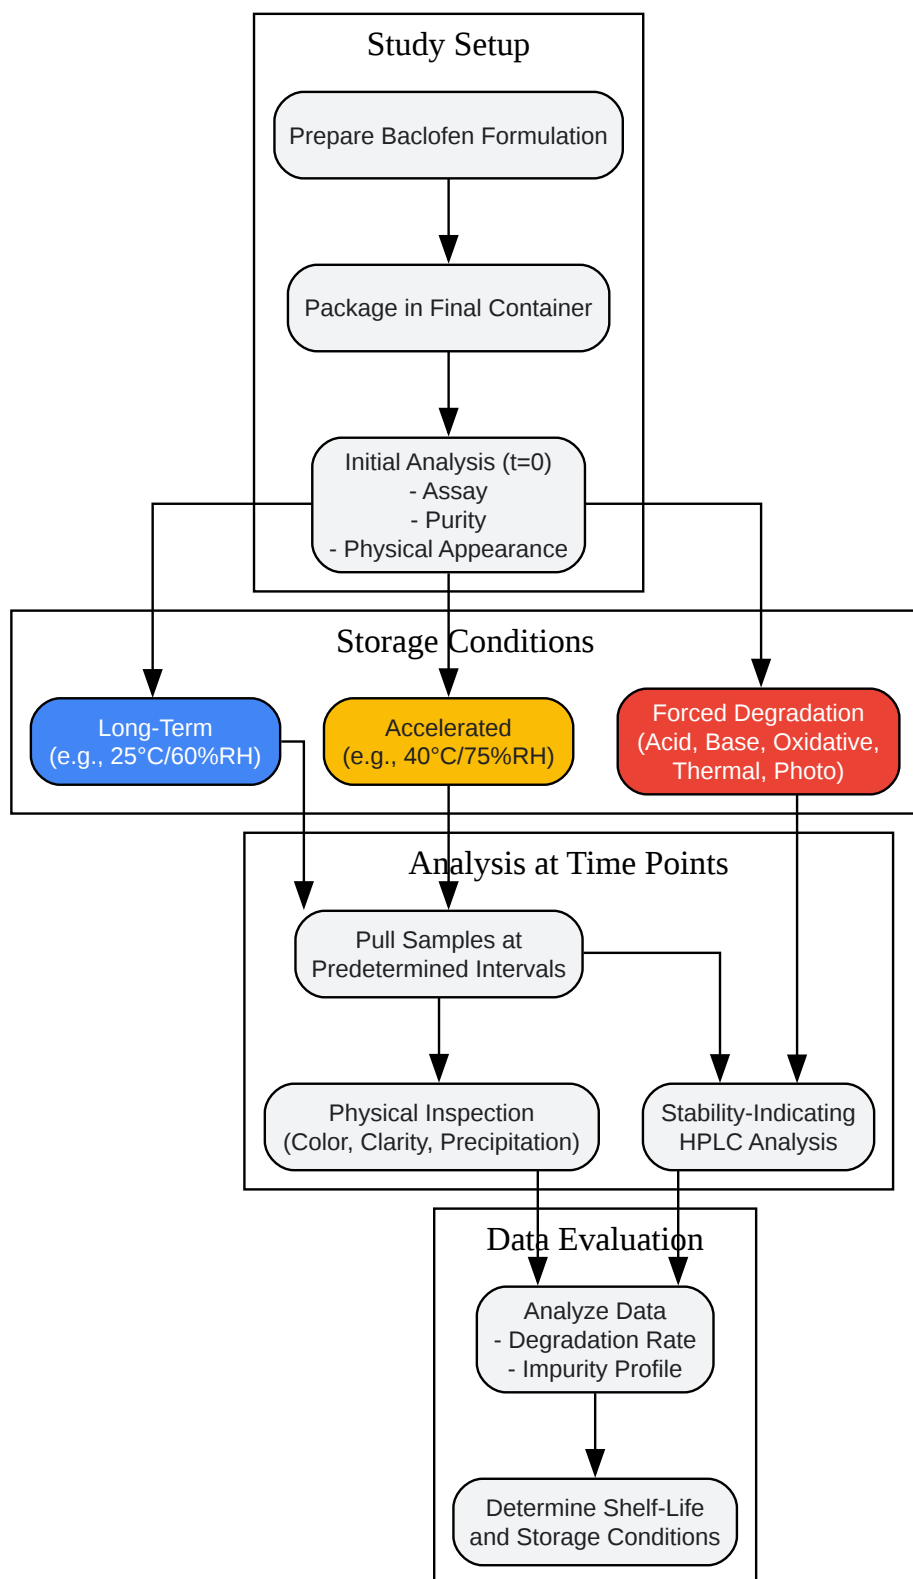 Study Setup
Prepare Baclofen Formulation
Package in Final Container
Initial Analysis (t=0)
- Assay
- Purity
- Physical Appearance
Storage Conditions
Long-Term
(e.g., 25°C/60%RH)
Accelerated
(e.g., 40°C/75%RH)
Forced Degradation
(Acid, Base, Oxidative,
Thermal, Photo)
Analysis at Time Points
Pull Samples at
Predetermined Intervals
Physical Inspection
(Color, Clarity, Precipitation)
Stability-Indicating
HPLC Analysis
Data Evaluation
Analyze Data
- Degradation Rate
- Impurity Profile
Determine Shelf-Life
and Storage Conditions